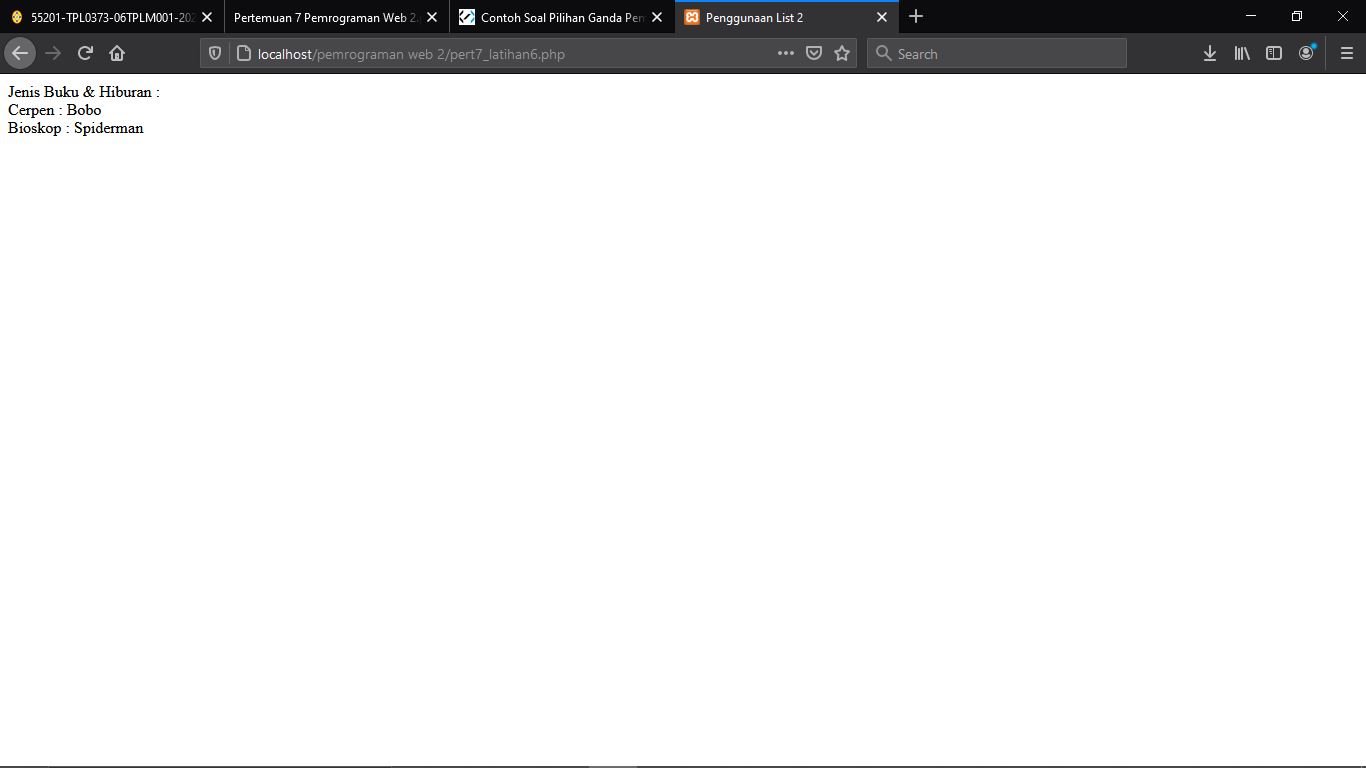 55201-TPL0373-06TPLM001-202
Pertemuan 7 Pemrograman Web 2.
Contoh Soal Pilihan Ganda Pem
Penggunaan List 2
localhost/pemrograman web 2/pert7_latihan6.php
Search
Jenis Buku & Hiburan :
Cerpen : Bobo
Bioskop : Spiderman